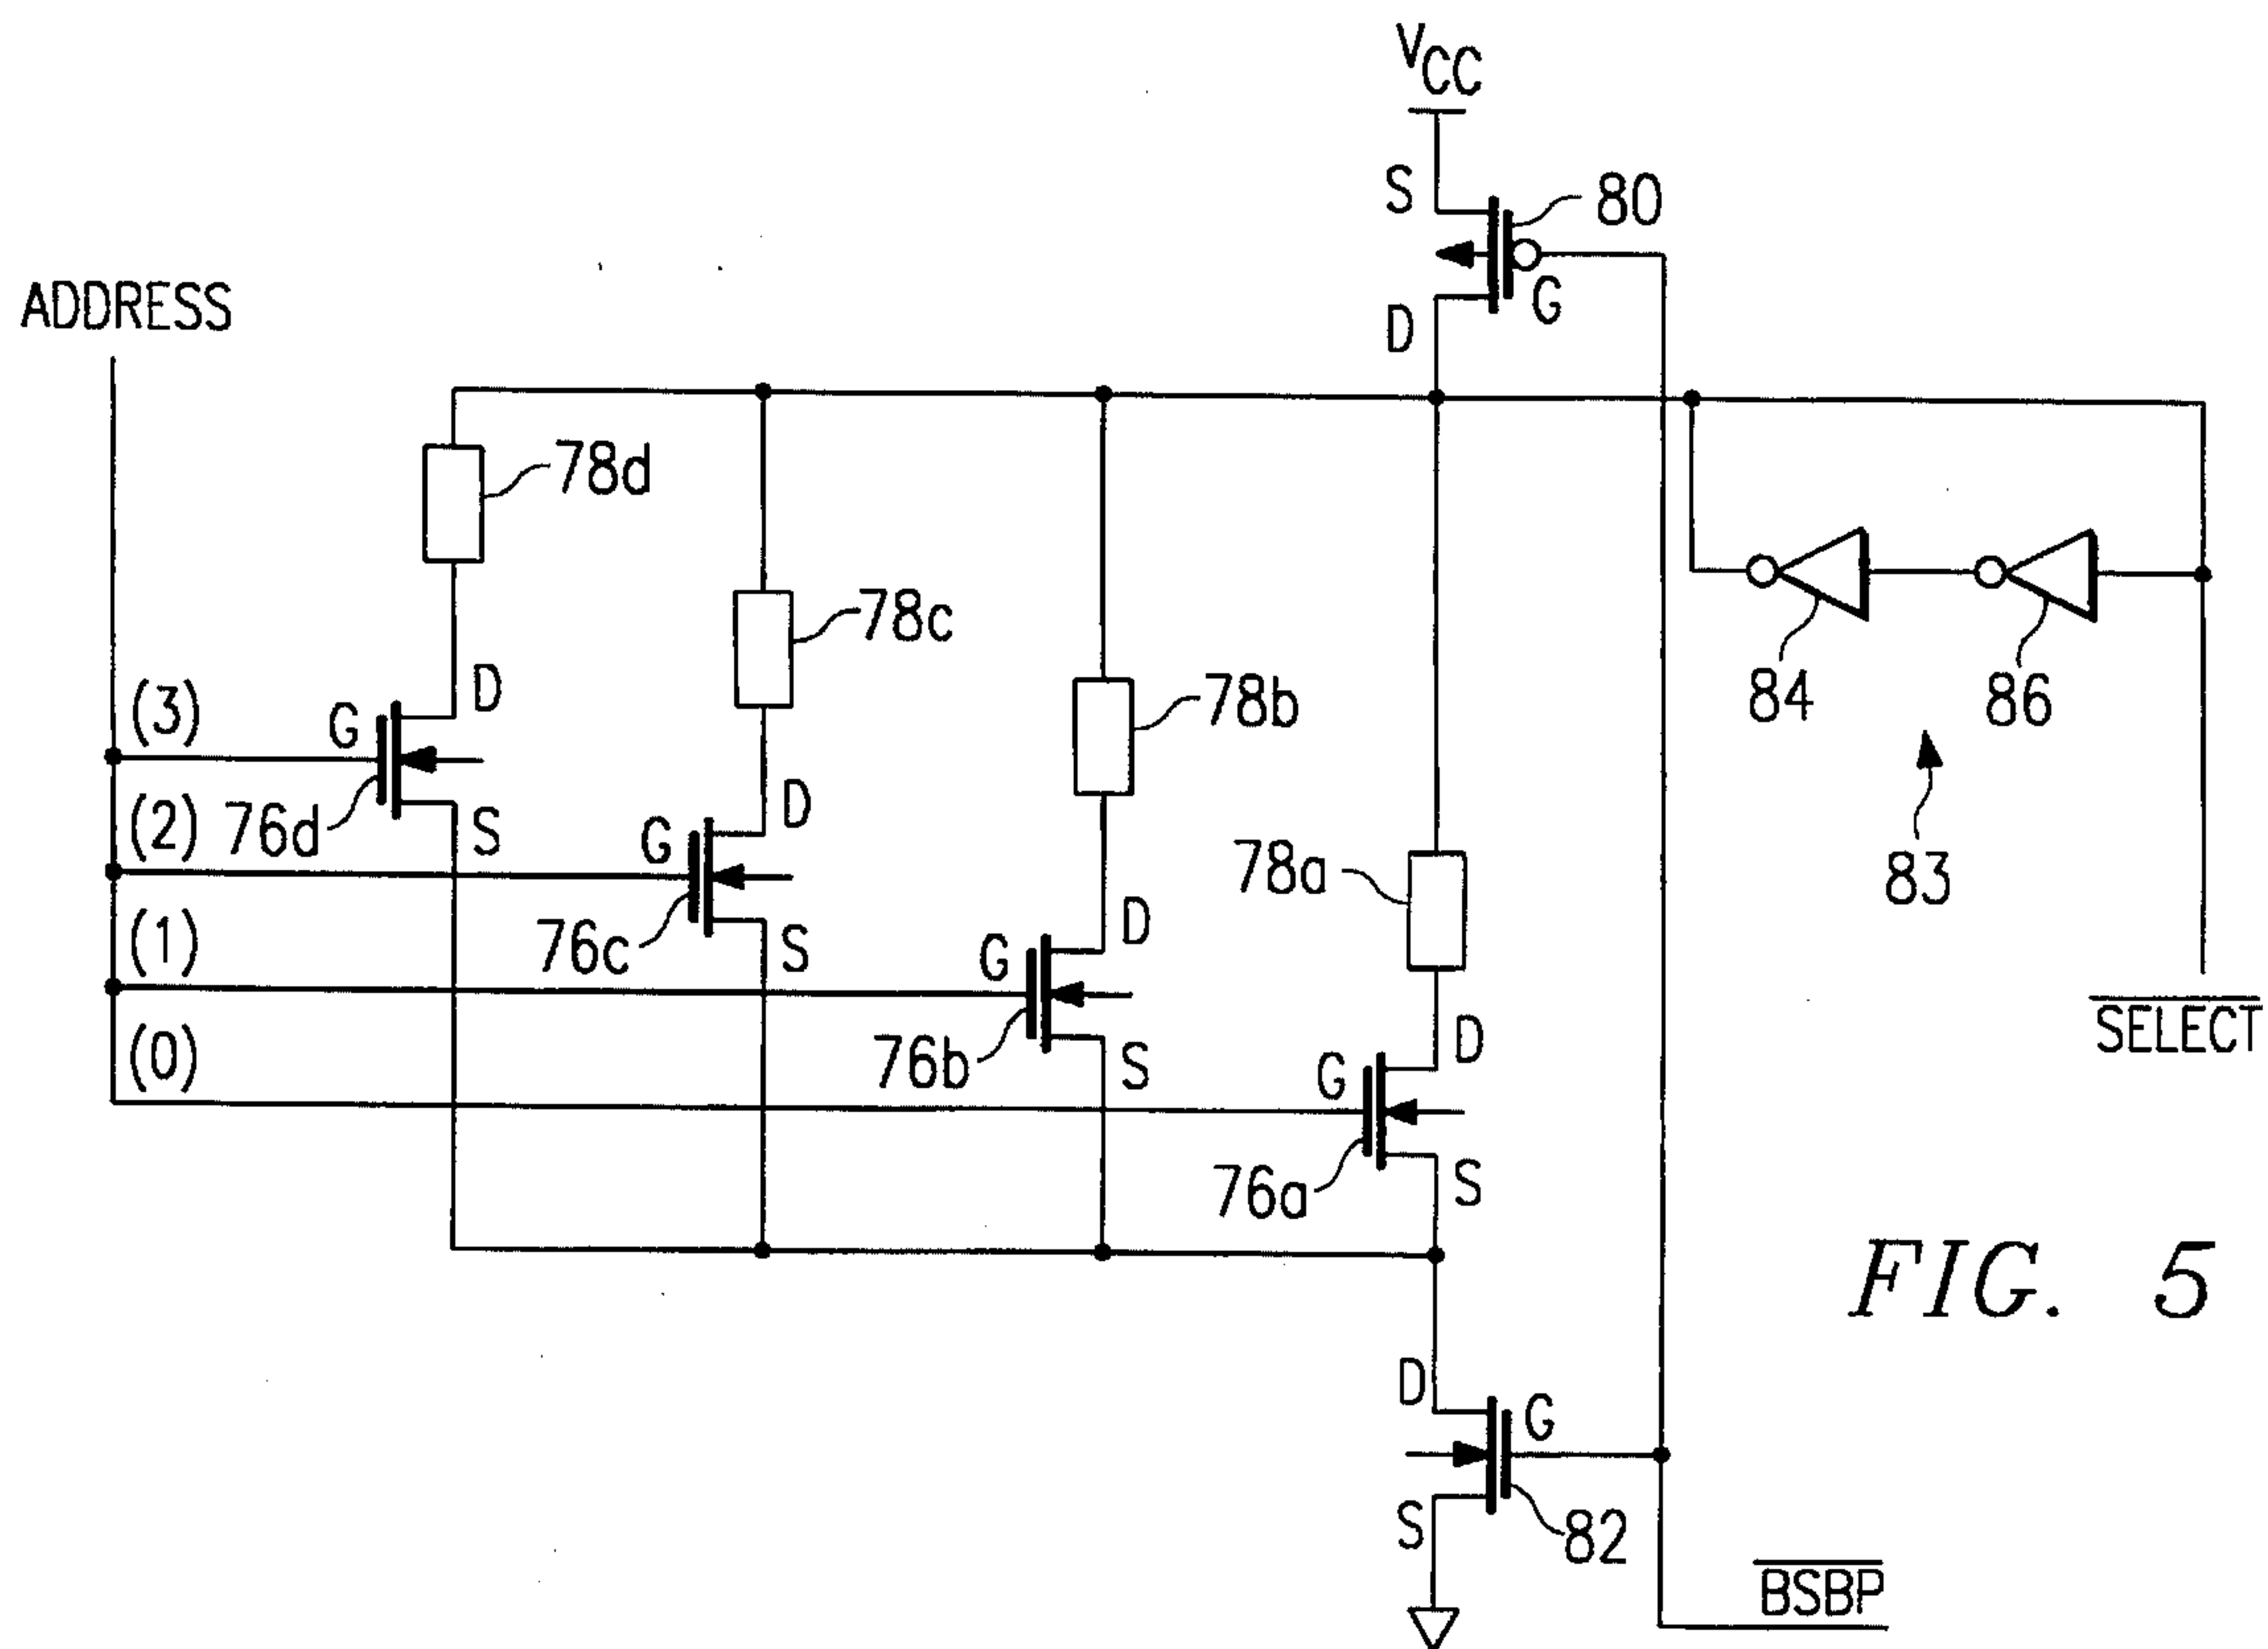 VCC
S
80
G
D
ADDRESS
78d
78c
78b
(3)
G
D
84
86
(2)
76d
S
G
D
78a
83
(1)
76c
S
G
D
SELECT
(0)
76b
S
G
D
76a
S
FIG. 5
D
G
S
82
BSBP